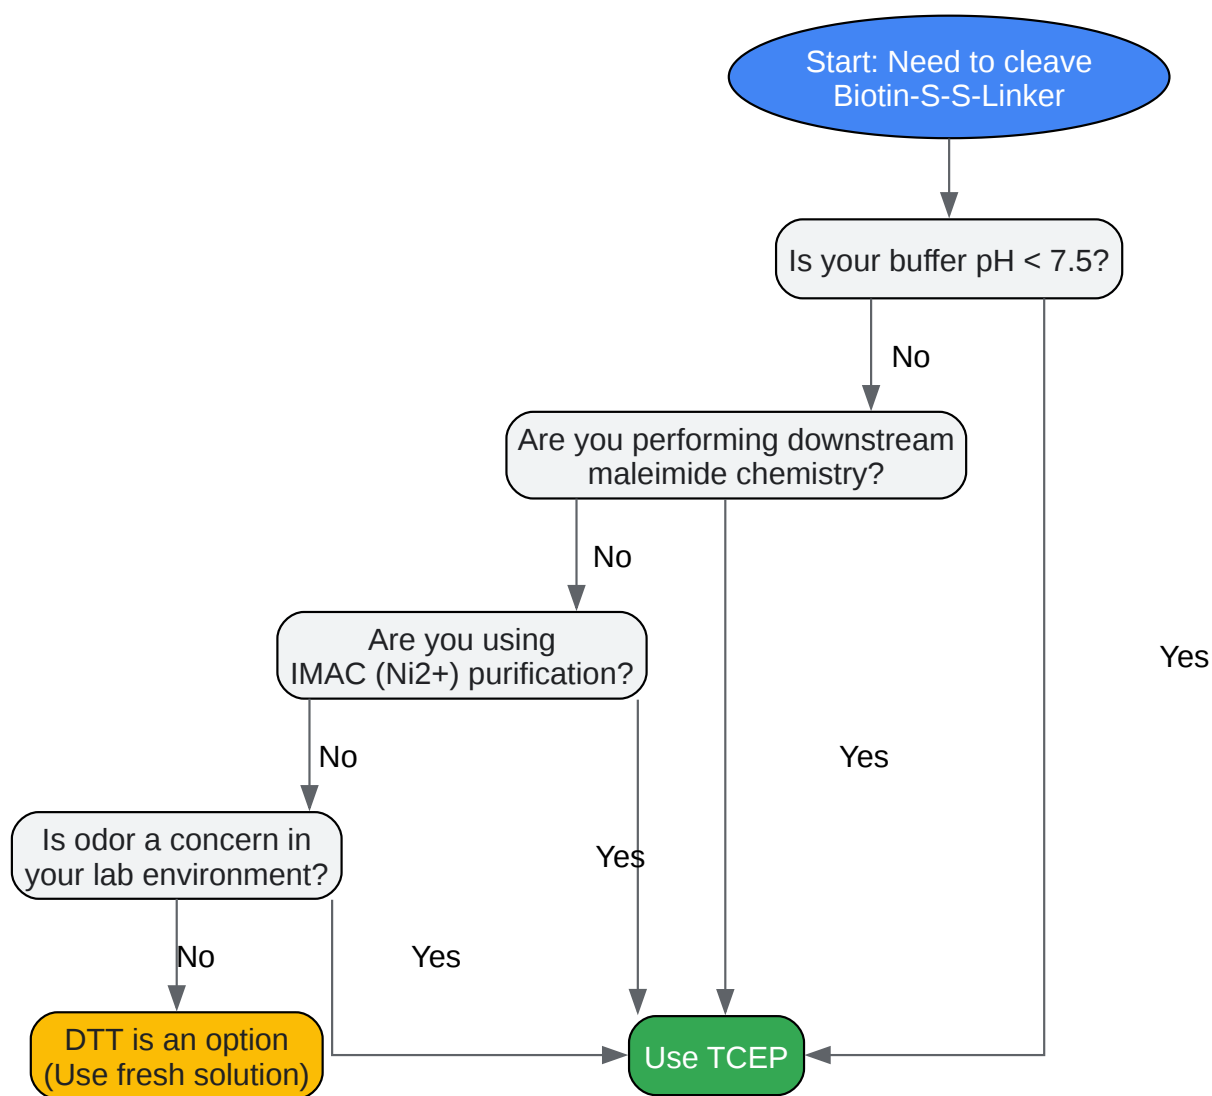 Start: Need to cleave
Biotin-S-S-Linker
Is your buffer pH < 7.5?
No
Are you performing downstream
maleimide chemistry?
No
Are you using
IMAC (Ni2+) purification?
Yes
No
Yes
Is odor a concern in
your lab environment?
Yes
No
Yes
DTT is an option
(Use fresh solution)
Use TCEP